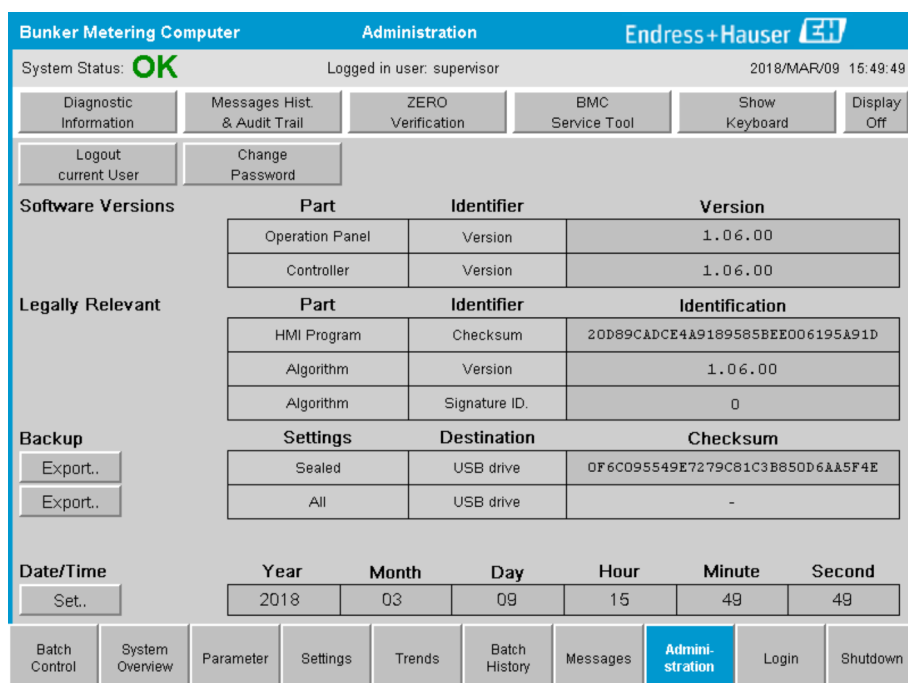 Bunker Metering Computer Administration Endress+Hauser EH
System Status: OK Logged in user: supervisor 2018/MAR/09 15:49:49
Diagnostic Messages Hist. ZERO BMC Show Display
Information & Audit Trail Verification Service Tool Keyboard Off
Logout Change
current User Password
Software Versions Part Identifier Version
Operation Panel Version 1.06.00
Controller Version 1.06.00
Legally Relevant Part Identifier Identification
HMI Program Checksum 20D89CADCE4A9189585BEE006195A91D
Algorithm Version 1.06.00
Algorithm Signature ID. 0
Backup Settings Destination Checksum
Export.. Sealed USB drive 0F6C095549E7279C81C3B850D6AA5F4E
Export.. All USB drive -
Date/Time Year Month Day Hour Minute Second
Set.. 2018 03 09 15 49 49
Batch System Parameter Settings Trends Batch Messages Admini- Login Shutdown
Control Overview History stration